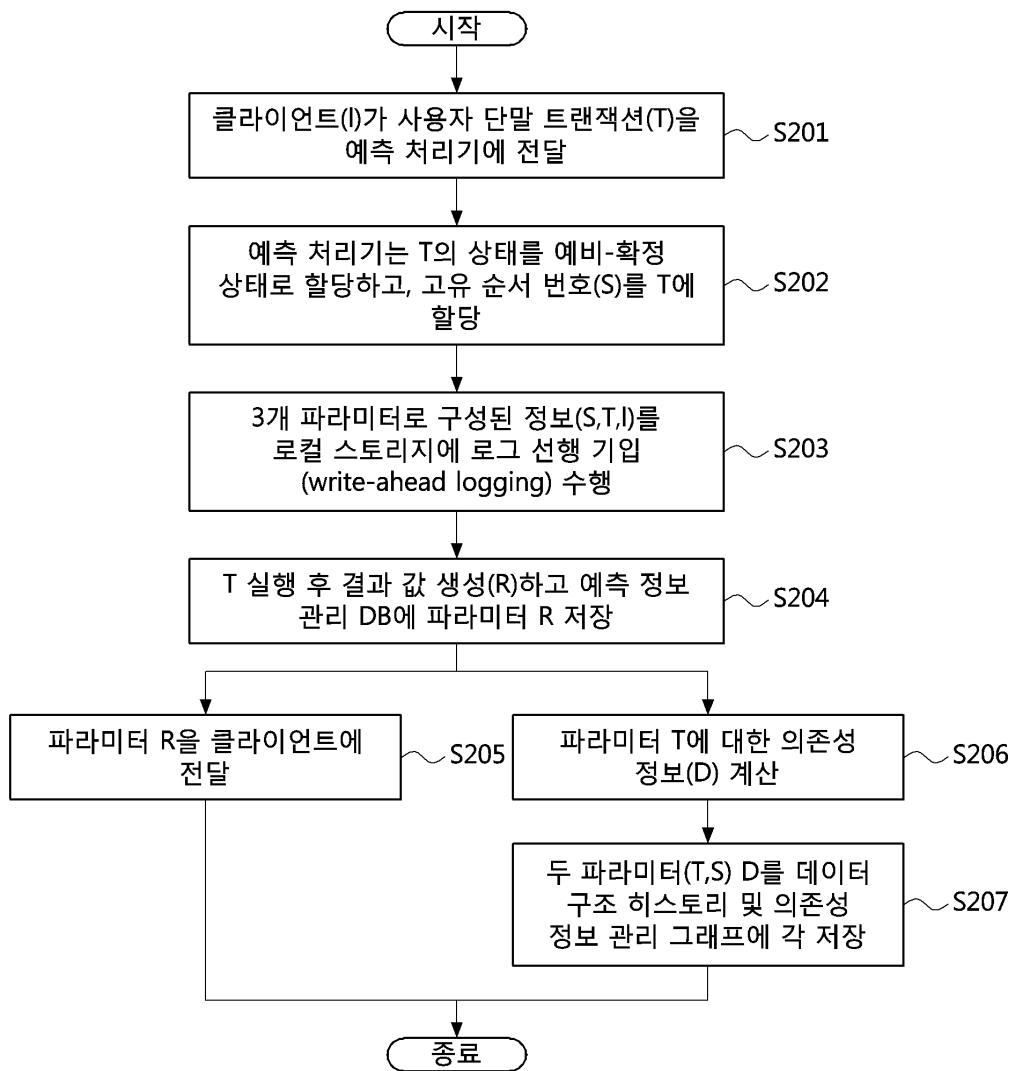 시작
클라이언트(I)가 사용자 단말 트랜잭션(T)을
예측 처리기에 전달
S201
예측 처리기는 T의 상태를 예비-확정
상태로 할당하고, 고유 순서 번호(S)를 T에
할당
S202
3개 파라미터로 구성된 정보(S,T,I)를
로컬 스토리지에 로그 선행 기입
(write-ahead logging) 수행
S203
T 실행 후 결과 값 생성(R)하고 예측 정보
관리 DB에 파라미터 R 저장
S204
파라미터 R을 클라이언트에
전달
S205
파라미터 T에 대한 의존성
정보(D) 계산
S206
두 파라미터(T,S) D를 데이터
구조 히스토리 및 의존성
정보 관리 그래프에 각 저장
S207
종료